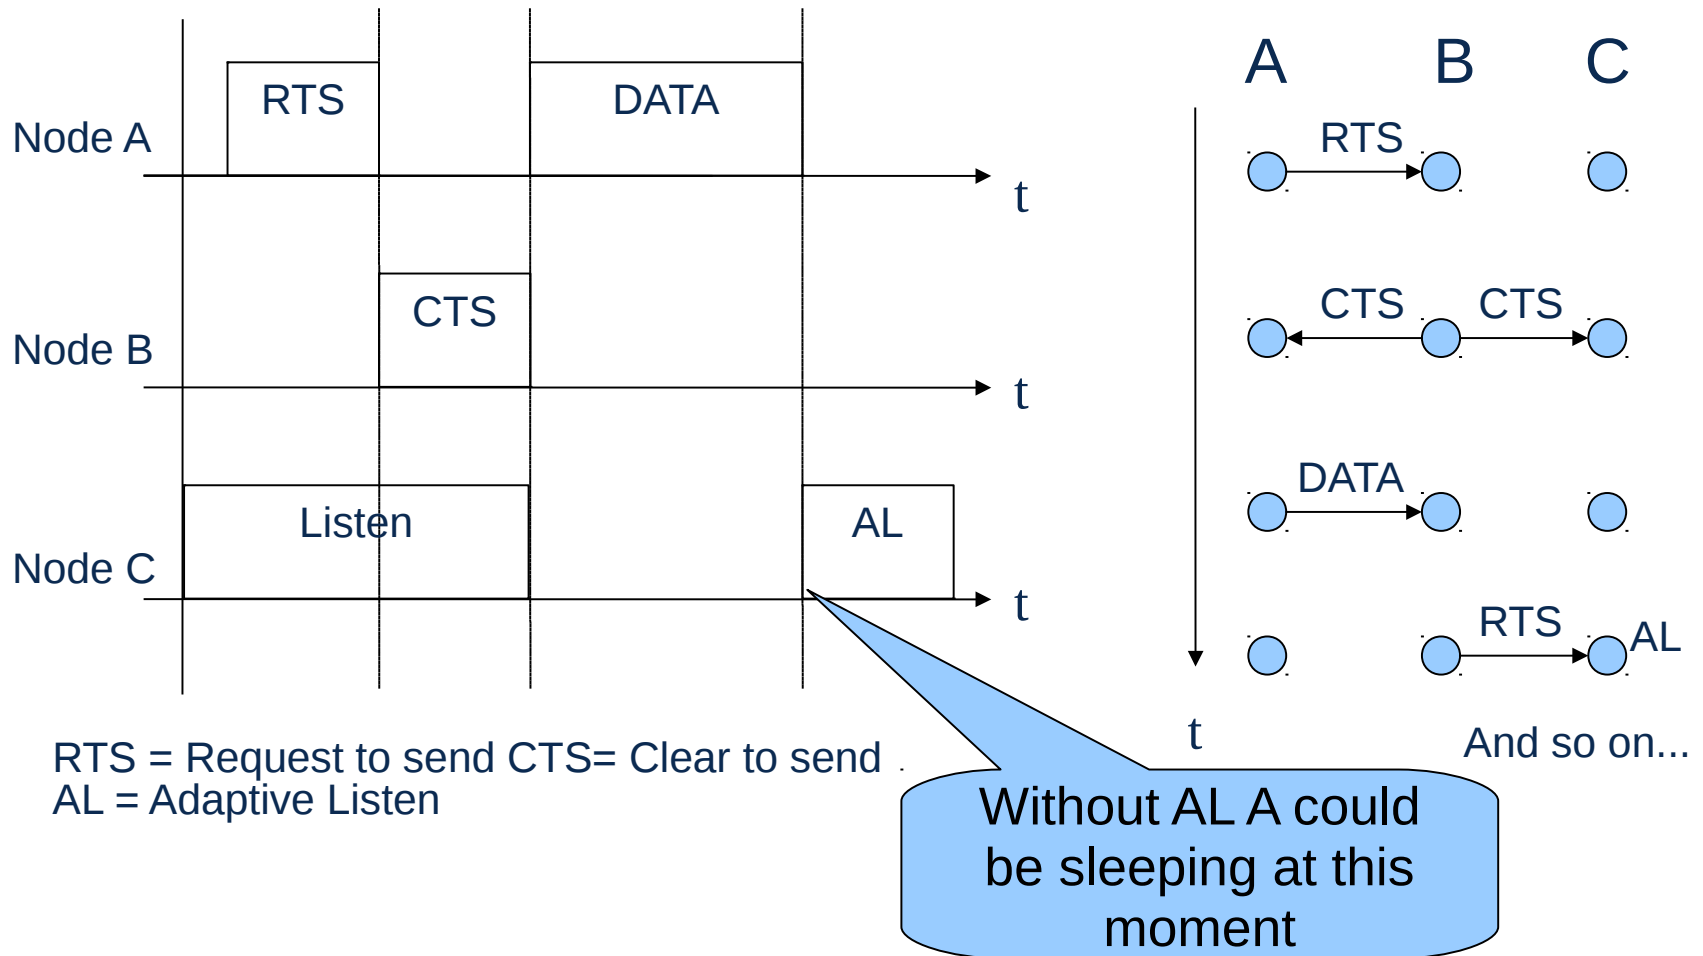 Node A
RTS
DATA
t
Node B
CTS
t
Node C
Listen
AL
t
RTS = Request to send CTS= Clear to send
AL = Adaptive Listen
A B C
RTS
CTS CTS
DATA
RTS
AL
t
And so on...
Without AL A could
be sleeping at this
moment